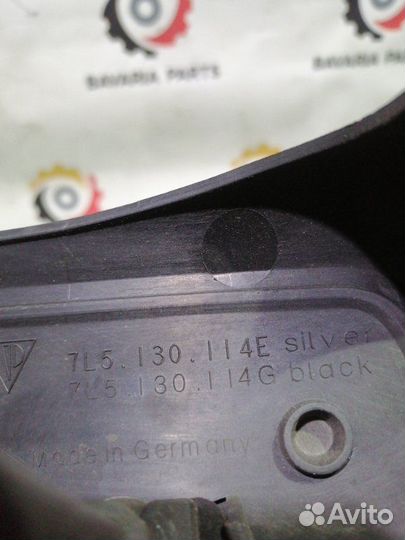 BAVARIA PARTS
BAVARIA PARTS
7L5.130.114E silver
7L5.130.114G black
Made in Germany
Avito